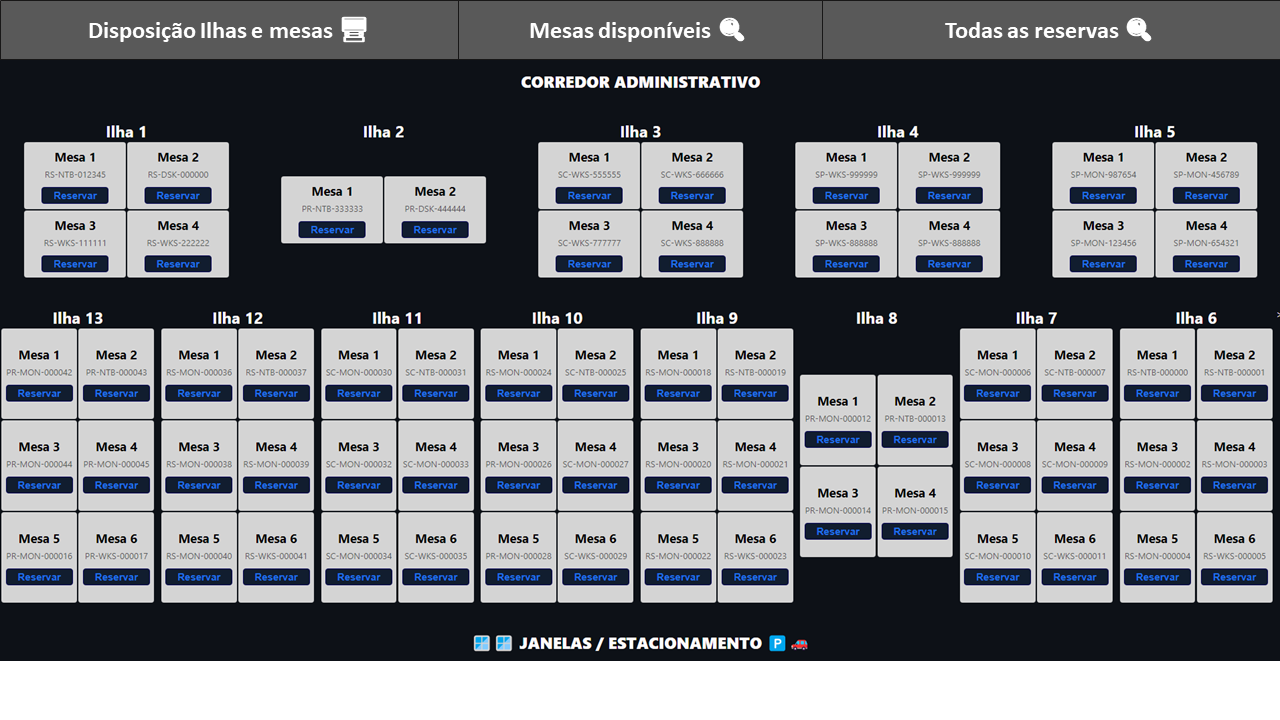 Disposição Ilhas e mesas Mesas disponíveis Todas as reservas
CORREDOR ADMINISTRATIVO
Ilha 1 Ilha 2 Ilha 3 Ilha 4 Ilha 5
Mesa 1 Mesa 2 Mesa 1 Mesa 2 Mesa 1 Mesa 2 Mesa 1 Mesa 2
RS-NTB-012345 RS-DSK-000000 SC-WKS-555555 SC-WKS-666666 SP-WKS-999999 SP-WKS-999999 SP-MON-987654 SP-MON-456789
Reservar Reservar Reservar Reservar Reservar Reservar Reservar Reservar
Mesa 1 Mesa 2
PR-NTB-333333 PR-DSK-444444
Reservar Reservar
Mesa 3 Mesa 4 Mesa 3 Mesa 4 Mesa 3 Mesa 4 Mesa 3 Mesa 4
RS-WKS-111111 RS-WKS-222222 SC-WKS-777777 SC-WKS-888888 SP-WKS-888888 SP-WKS-888888 SP-MON-123456 SP-MON-654321
Reservar Reservar Reservar Reservar Reservar Reservar Reservar Reservar
Ilha 13 Ilha 12 Ilha 11 Ilha 10 Ilha 9 Ilha 8 Ilha 7 Ilha 6
Mesa 1 Mesa 2 Mesa 1 Mesa 2 Mesa 1 Mesa 2 Mesa 1 Mesa 2 Mesa 1 Mesa 2 Mesa 1 Mesa 2 Mesa 1 Mesa 2
PR-MON-000042 PR-NTB-000043 RS-MON-000036 RS-NTB-000037 SC-MON-000030 SC-NTB-000031 RS-MON-000024 SC-NTB-000025 RS-MON-000018 RS-NTB-000019 SC-MON-000006 SC-NTB-000007 RS-NTB-000000 RS-NTB-000001
Reservar Reservar Reservar Reservar Reservar Reservar Reservar Reservar Reservar Reservar Reservar Reservar Reservar Reservar
Mesa 1 Mesa 2
PR-MON-000012 PR-NTB-000013
Reservar Reservar
Mesa 3 Mesa 4 Mesa 3 Mesa 4 Mesa 3 Mesa 4 Mesa 3 Mesa 4 Mesa 3 Mesa 4 Mesa 3 Mesa 4 Mesa 3 Mesa 4
PR-MON-000044 PR-MON-000045 RS-MON-000038 RS-MON-000039 SC-MON-000032 SC-MON-000033 PR-MON-000026 SC-MON-000027 RS-MON-000020 RS-MON-000021 SC-MON-000008 SC-MON-000009 RS-MON-000002 RS-MON-000003
Reservar Reservar Reservar Reservar Reservar Reservar Reservar Reservar Reservar Reservar Reservar Reservar Reservar Reservar
Mesa 3 Mesa 4
PR-MON-000014 PR-MON-000015
Reservar Reservar
Mesa 5 Mesa 6 Mesa 5 Mesa 6 Mesa 5 Mesa 6 Mesa 5 Mesa 6 Mesa 5 Mesa 6 Mesa 5 Mesa 6 Mesa 5 Mesa 6
PR-MON-000016 PR-WKS-000017 RS-MON-000040 RS-WKS-000041 SC-MON-000034 SC-WKS-000035 PR-MON-000028 SC-WKS-000029 RS-MON-000022 RS-WKS-000023 SC-MON-000010 SC-WKS-000011 RS-MON-000004 RS-WKS-000005
Reservar Reservar Reservar Reservar Reservar Reservar Reservar Reservar Reservar Reservar Reservar Reservar Reservar Reservar
JANELAS / ESTACIONAMENTO P